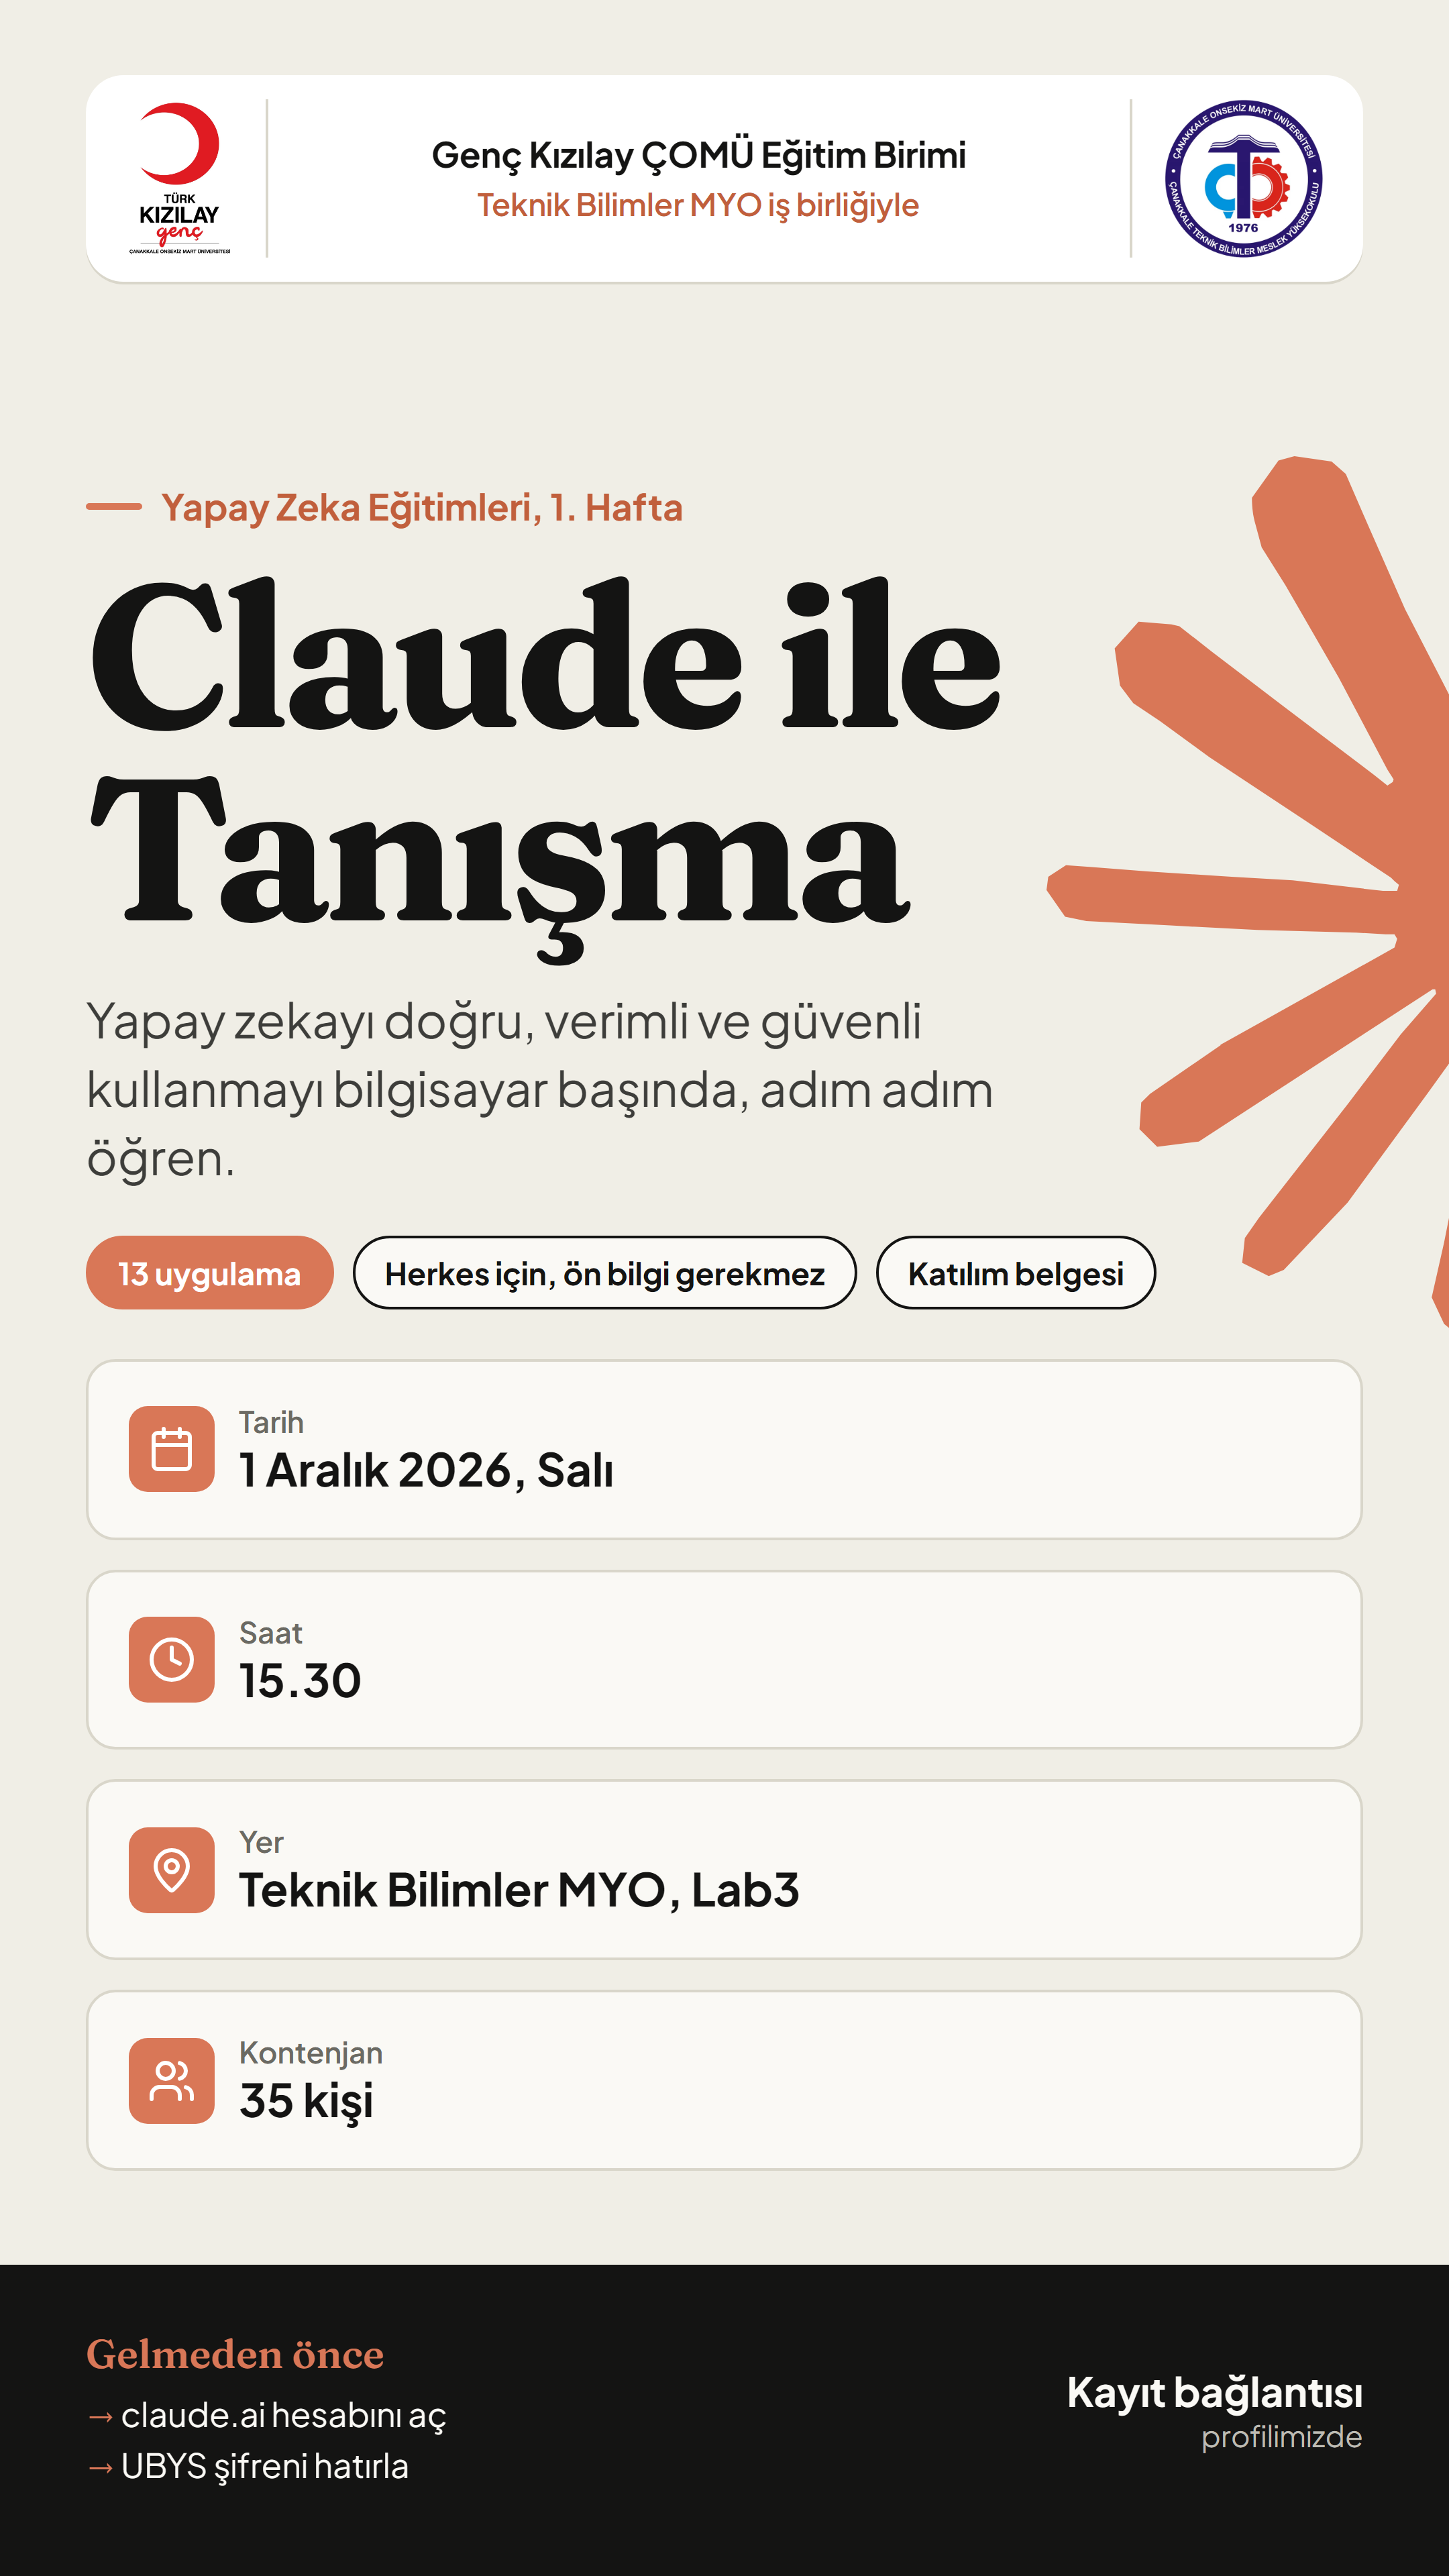 TÜRK
KIZILAY
genç
ÇANAKKALE ONSEKİZ MART ÜNİVERSİTESİ
Genç Kızılay ÇOMÜ Eğitim Birimi
Teknik Bilimler MYO iş birliğiyle
ÇANAKKALE ONSEKİZ MART ÜNİVERSİTESİ
1976
ÇANAKKALE TEKNİK BİLİMLER MESLEK YÜKSEKOKULU
Yapay Zeka Eğitimleri, 1. Hafta
Claude ile
Tanışma
Yapay zekayı doğru, verimli ve güvenli
kullanmayı bilgisayar başında, adım adım
öğren.
13 uygulama
Herkes için, ön bilgi gerekmez
Katılım belgesi
Tarih
1 Aralık 2026, Salı
Saat
15.30
Yer
Teknik Bilimler MYO, Lab3
Kontenjan
35 kişi
Gelmeden önce
→ claude.ai hesabını aç
→ UBYS şifreni hatırla
Kayıt bağlantısı
profilimizde